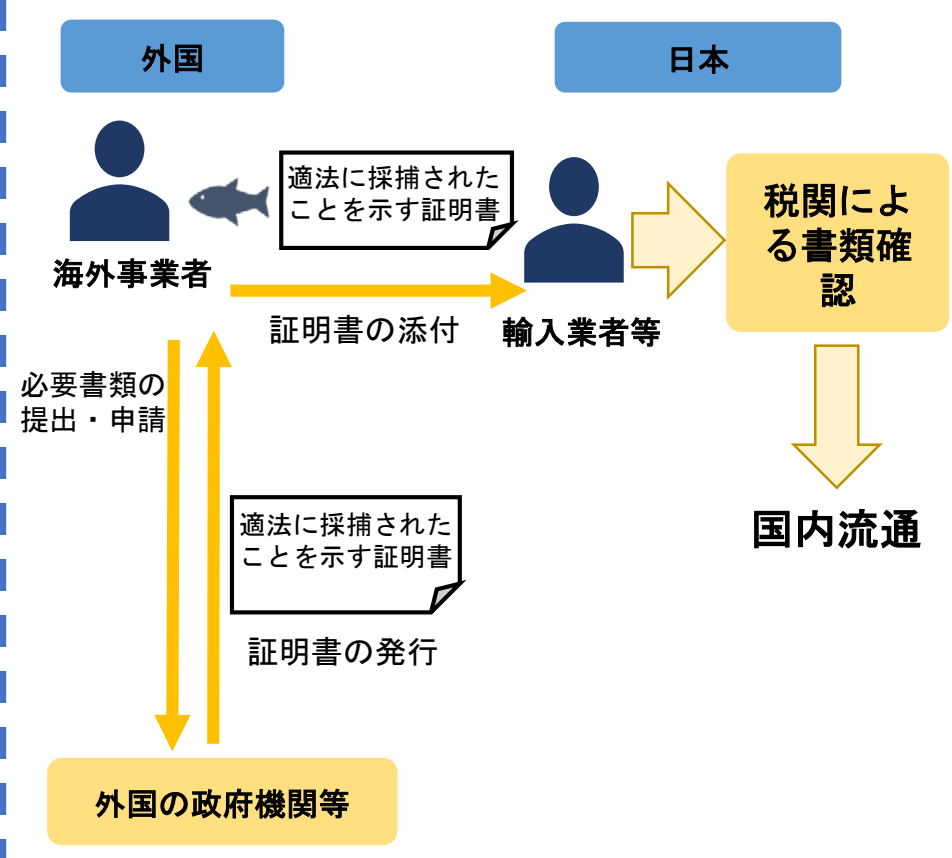 外国
日本
適法に採捕された
ことを示す証明書
税関によ
る書類確
認
海外事業者
証明書の添付
輸入業者等
必要書類の
提出・申請
適法に採捕された
ことを示す証明書
証明書の発行
国内流通
外国の政府機関等